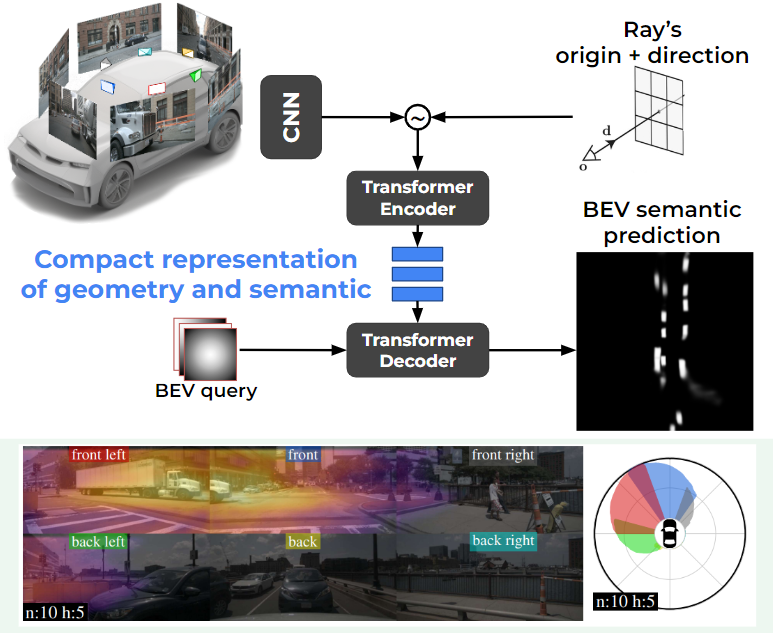 Ray's
origin + direction
CNN
~
d
o
Transformer
Encoder
BEV semantic
prediction
Compact representation
of geometry and semantic
Transformer
Decoder
BEV query
front left
front
front right
back left
back
back right
n:10 h:5
n:10 h:5